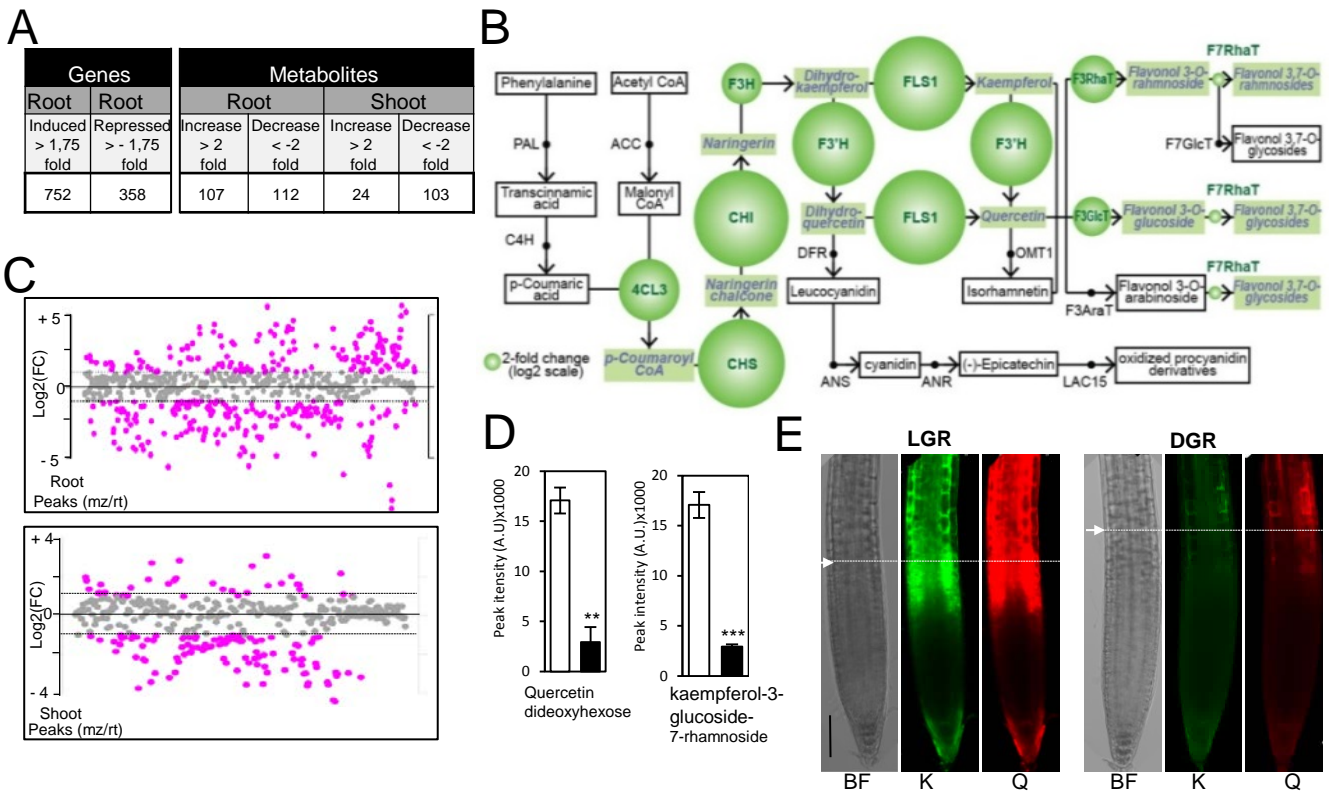 A
Genes
Metabolites
Root
Root
Root
Shoot
Induced
> 1,75
fold
Repressed
> - 1,75
fold
Increase
> 2
fold
Decrease
< -2
fold
Increase
> 2
fold
Decrease
< -2
fold
752
358
107
112
24
103
B
Phenylalanine
Acetyl CoA
PAL
ACC
Transcinnamic
acid
Malonyl
CoA
C4H
p-Coumaric
acid
4CL3
2-fold change
(log2 scale)
p-Coumaroyl
CoA
CHS
Naringerin
chalcone
CHI
Naringerin
F3H
Dihydro-
kaempferol
FLS1
Kaempferol
F3'H
F3'H
Dihydro-
quercetin
FLS1
Quercetin
DFR
OMT1
Leucocyanidin
Isorhamnetin
ANS
cyanidin
ANR
(-)-Epicatechin
LAC15
oxidized procyanidin
derivatives
F3RhaT
Flavonol 3-O-
rahmnoside
F7RhaT
Flavonol 3,7-O-
rahmnosides
F7GlcT
Flavonol 3,7-O-
glycosides
F3GlcT
Flavonol 3-O-
glucoside
F7RhaT
Flavonol 3,7-O-
glycosides
F3AraT
Flavonol 3-O-
arabinoside
F7RhaT
Flavonol 3,7-O-
glycosides
C
+ 5
0
- 5
Log2(FC)
Root
Peaks (mz/rt)
+ 4
0
- 4
Log2(FC)
Shoot
Peaks (mz/rt)
D
Peak itensity (A.U)x1000
20
15
10
5
0
**
Quercetin
dideoxyhexose
Peak intensity (A.U.)x1000
20
15
10
5
0
***
kaempferol-3-
glucoside-
7-rhamnoside
E
LGR
DGR
BF
K
Q
BF
K
Q